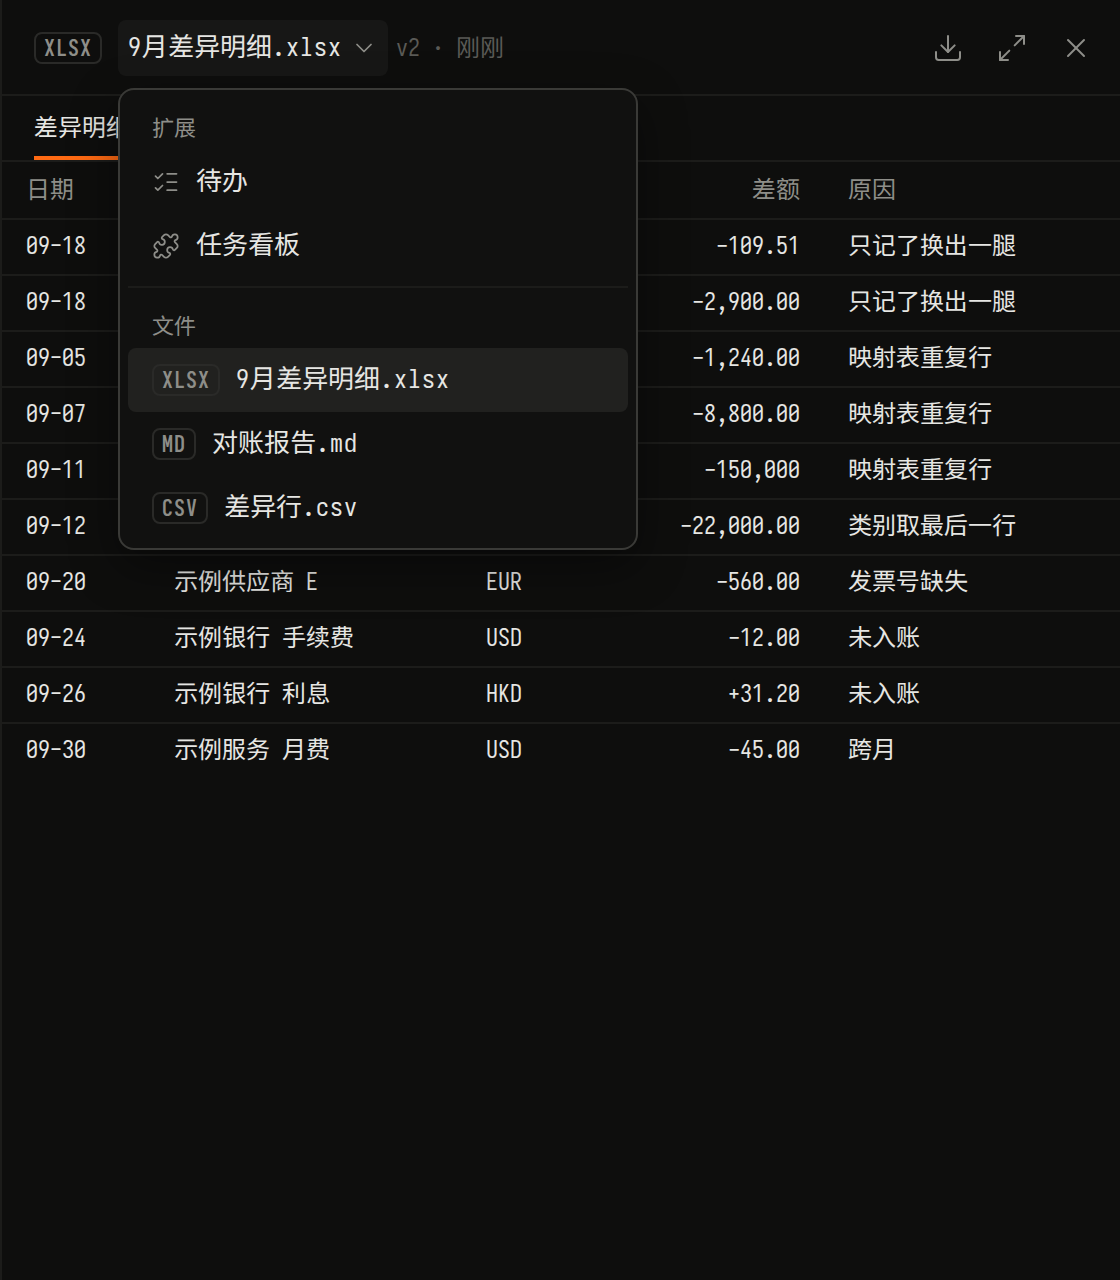 XLSX 9月差异明细.xlsx v2 · 刚刚
差异明
扩展
待办
任务看板
文件
XLSX 9月差异明细.xlsx
MD 对账报告.md
CSV 差异行.csv
日期 差额 原因
09-18 -109.51 只记了换出一腿
09-18 -2,900.00 只记了换出一腿
09-05 -1,240.00 映射表重复行
09-07 -8,800.00 映射表重复行
09-11 -150,000 映射表重复行
09-12 -22,000.00 类别取最后一行
09-20 示例供应商 E EUR -560.00 发票号缺失
09-24 示例银行 手续费 USD -12.00 未入账
09-26 示例银行 利息 HKD +31.20 未入账
09-30 示例服务 月费 USD -45.00 跨月